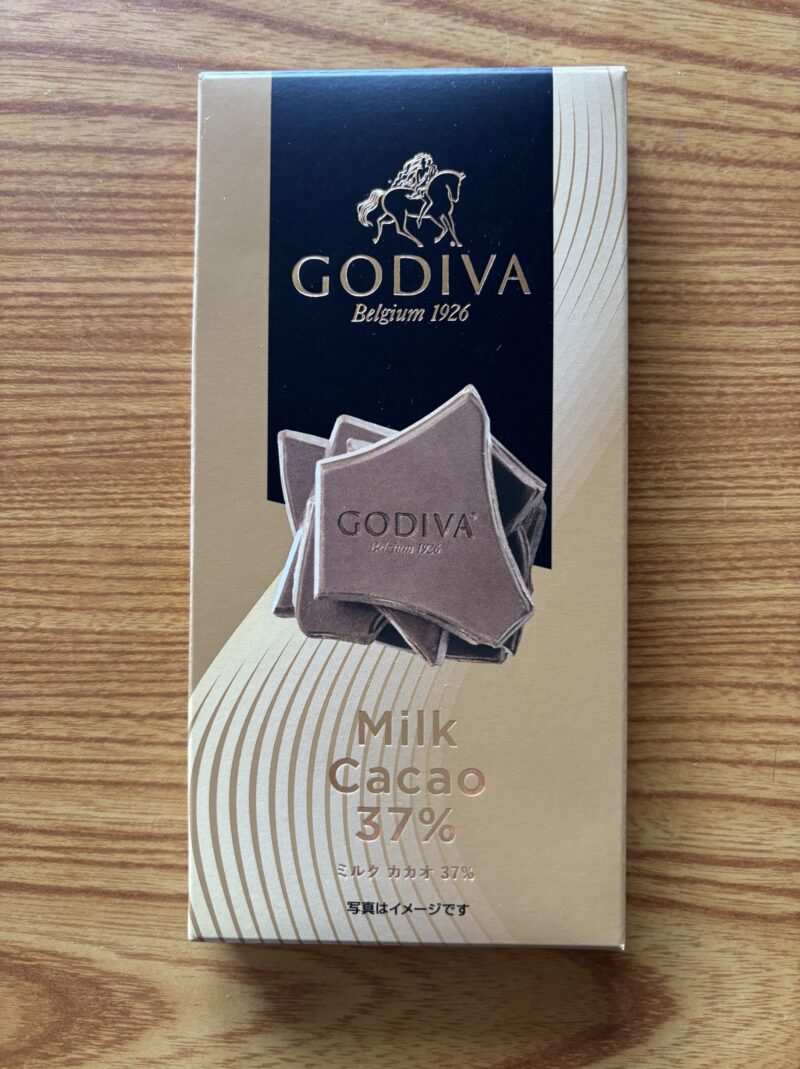 GODIVA
Belgium 1926
GODIVA
Belgium 1926
Milk
Cacao
37%
ミルク カカオ 37%
写真はイメージです